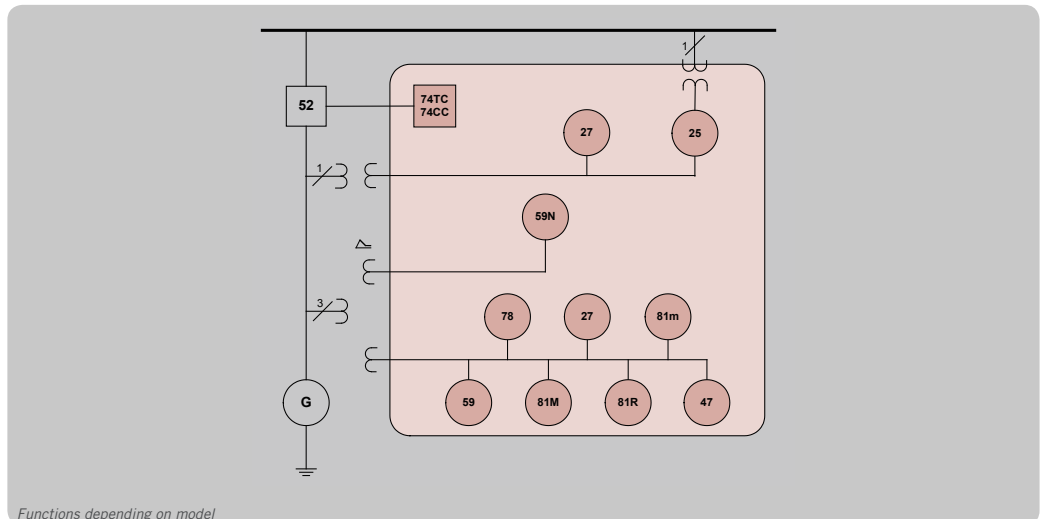 1
52
74TC
74CC
27
25
1
59N
3
78
27
81m
G
59
81M
81R
47
Functions depending on model